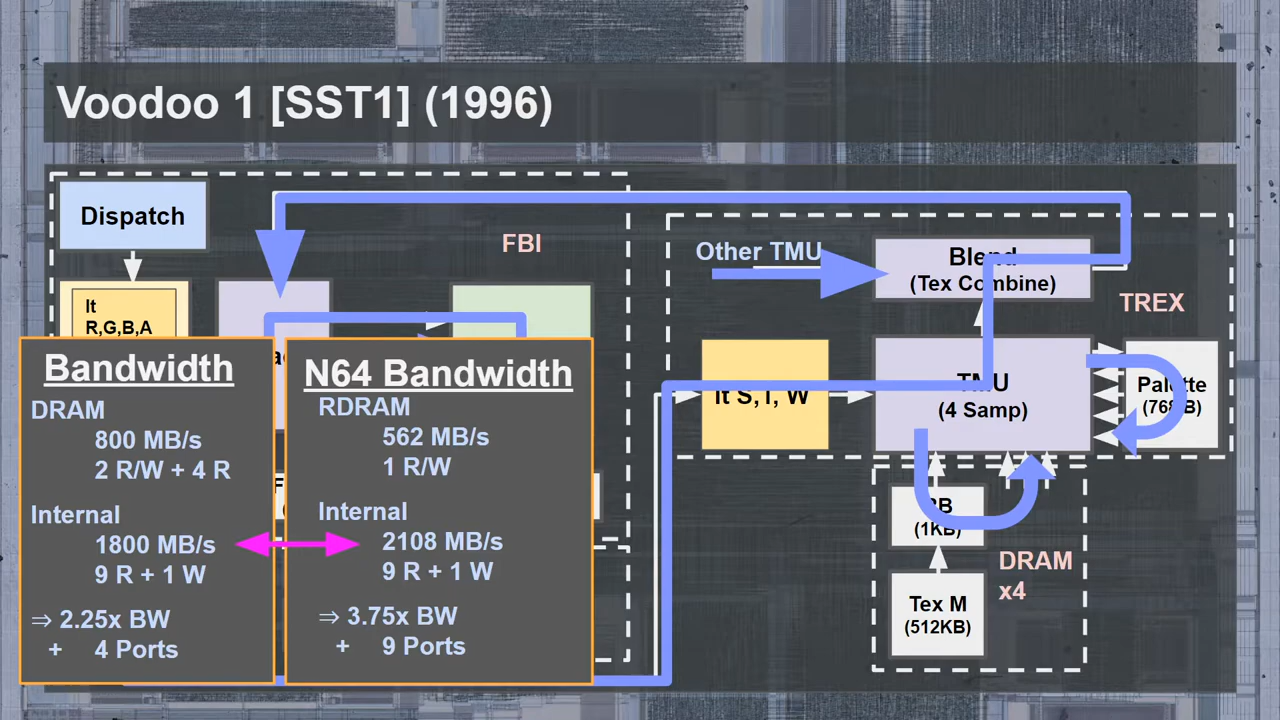 Voodoo 1 [SST1] (1996)
Dispatch
FBI
It
R,G,B,A
Other TMU
Blend
(Tex Combine)
TREX
It S,T, W
TMU
(4 Samp)
Palette
(1KB)
DRAM
x4
Tex M
(512KB)
Bandwidth
DRAM
800 MB/s
2 R/W + 4 R
Internal
1800 MB/s
9 R + 1 W
⇒ 2.25x BW
+ 4 Ports
N64 Bandwidth
RDRAM
562 MB/s
1 R/W
Internal
2108 MB/s
9 R + 1 W
⇒ 3.75x BW
+ 9 Ports